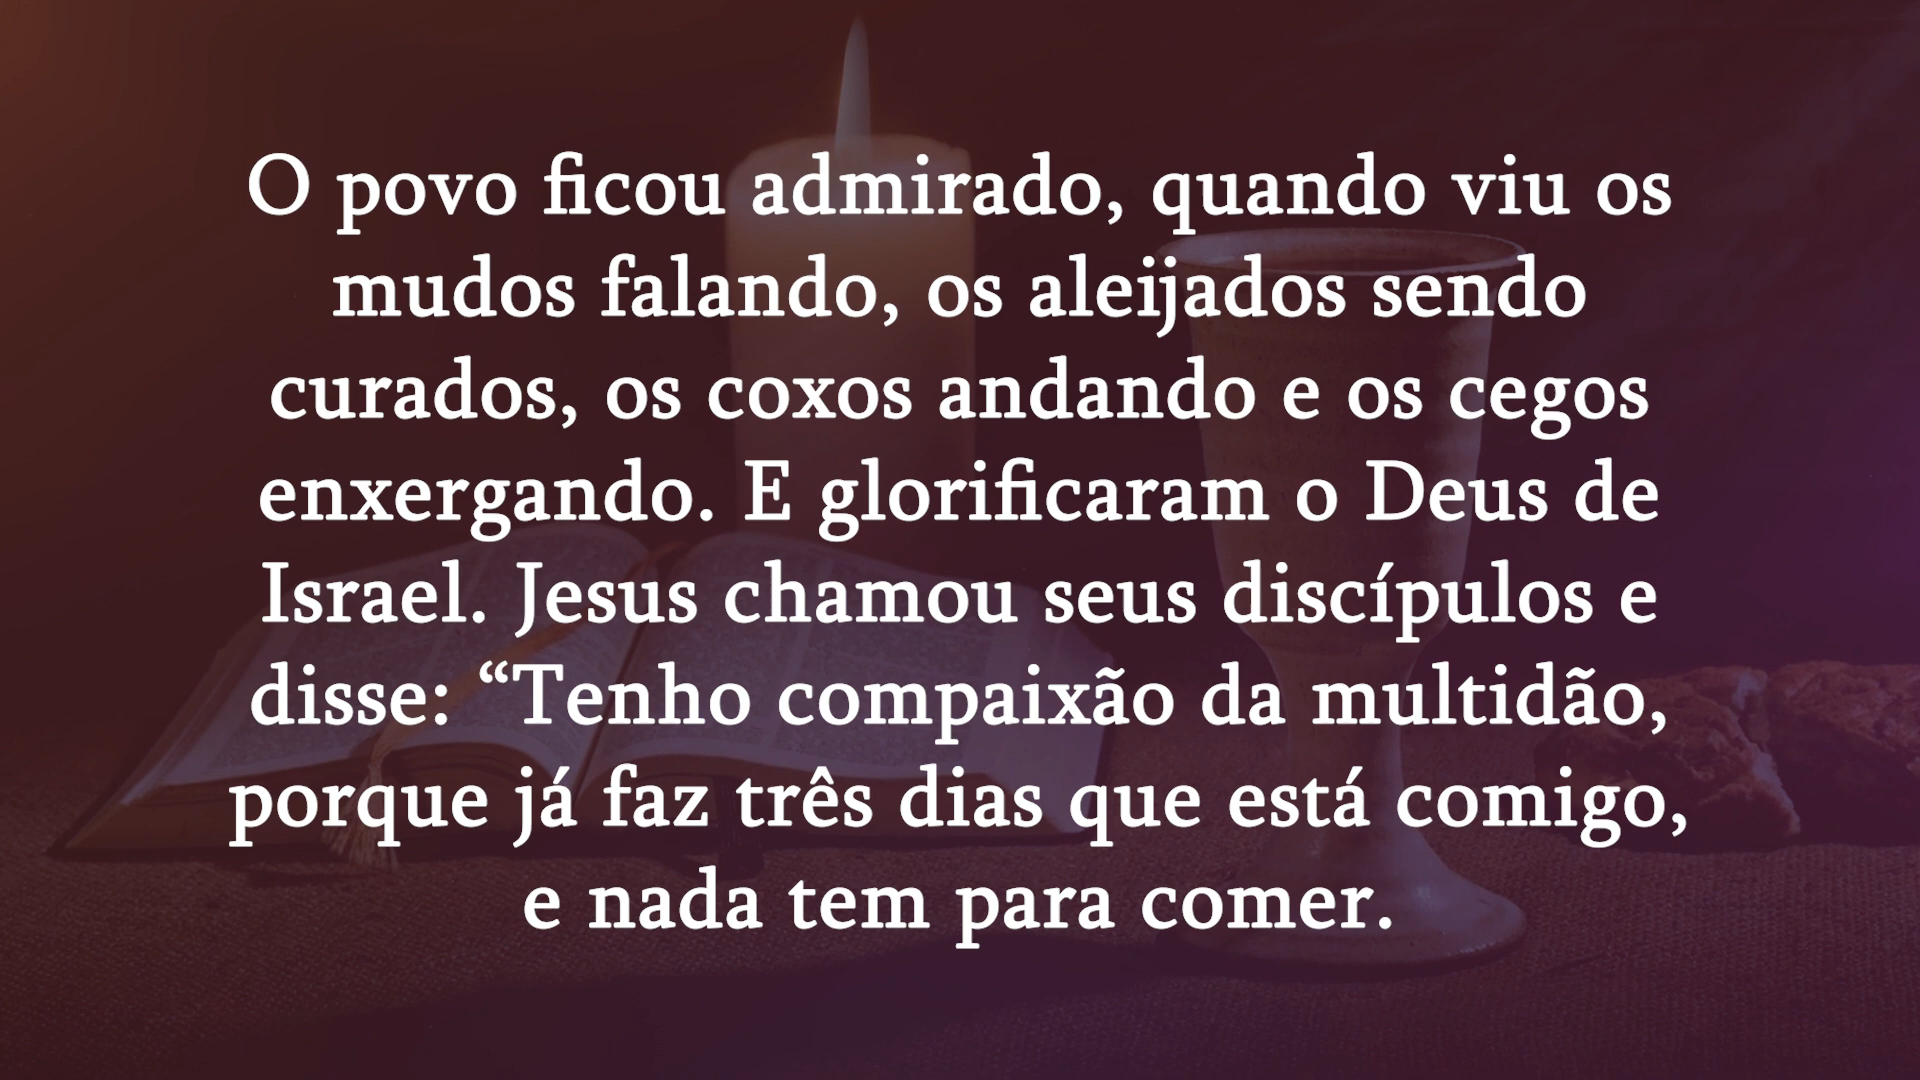 O povo ficou admirado, quando viu os
mudos falando, os aleijados sendo
curados, os coxos andando e os cegos
enxergando. E glorificaram o Deus de
Israel. Jesus chamou seus discípulos e
disse: “Tenho compaixão da multidão,
porque já faz três dias que está comigo,
e nada tem para comer.